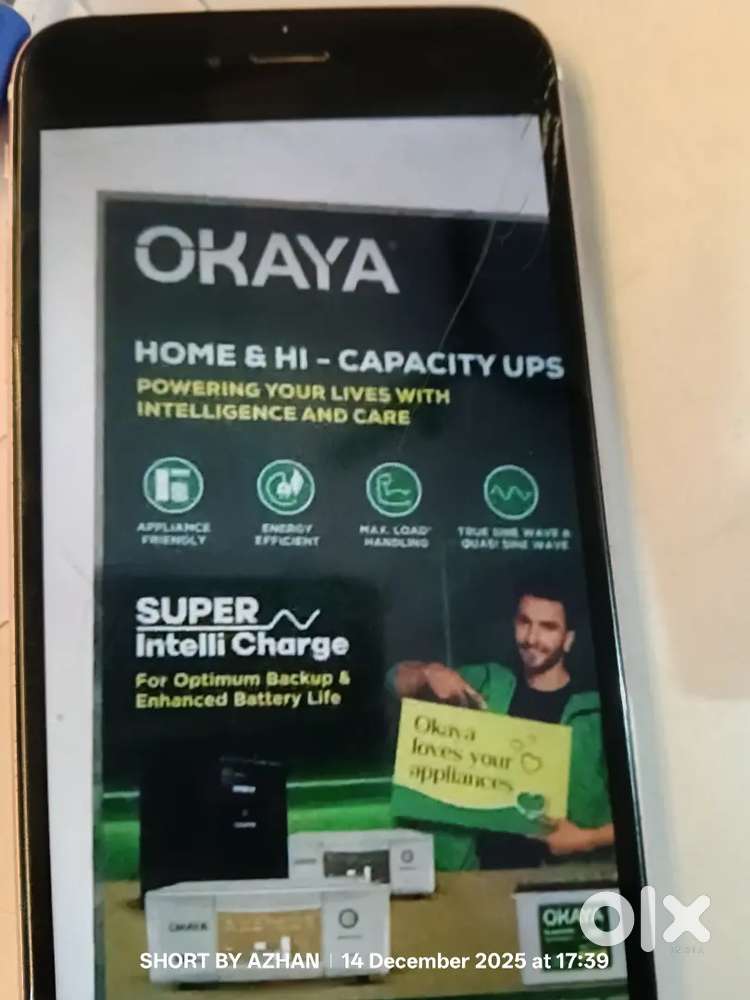 OKAYA
HOME & HI - CAPACITY UPS
POWERING YOUR LIVES WITH
INTELLIGENCE AND CARE
APPLIANCE
FRIENDLY
ENERGY
EFFICIENT
MAX. LOAD*
HANDLING
TRUE SINE WAVE &
QUASI SINE WAVE
SUPER
Intelli Charge
For Optimum Backup &
Enhanced Battery Life
Okaya
loves your
appliances
OKAYA
OKAYA
olx
SHORT BY AZHAN | 14 December 2025 at 17:39